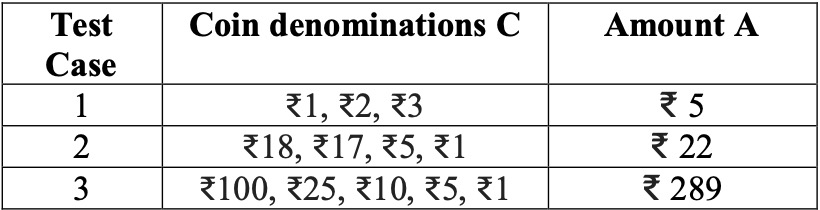 Test Case Coin denominations C Amount A
1 ₹1, ₹2, ₹3 ₹ 5
2 ₹18, ₹17, ₹5, ₹1 ₹ 22
3 ₹100, ₹25, ₹10, ₹5, ₹1 ₹ 289